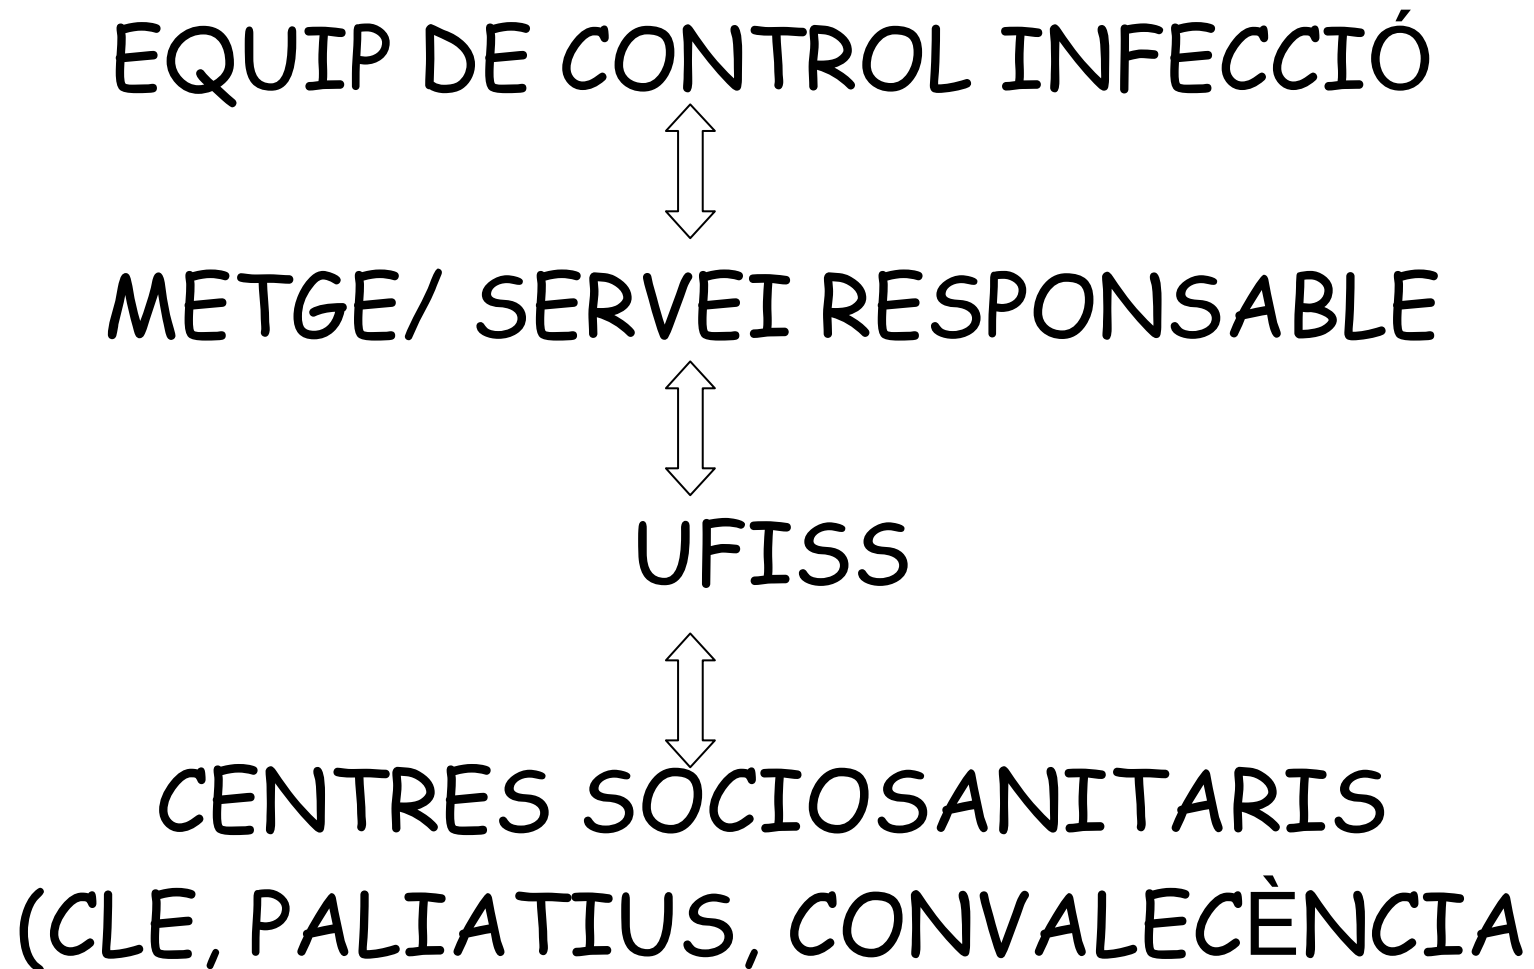 EQUIP DE CONTROL INFECCIÓ
METGE/ SERVEI RESPONSABLE
UFISS
CENTRES SOCIOSANITARIS
(CLE, PALIATIUS, CONVALECÈNCIA